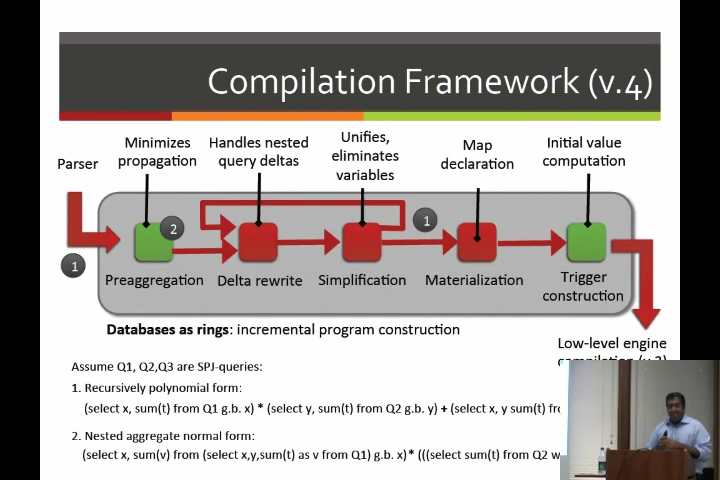 Compilation Framework (v.4)
Parser
Minimizes
propagation
Handles nested
query deltas
Unifies,
eliminates
variables
Map
declaration
Initial value
computation
1
2
1
Preaggregation
Delta rewrite
Simplification
Materialization
Trigger
construction
Databases as rings: incremental program construction
Low-level engine
Assume Q1, Q2,Q3 are SPJ-queries:
1. Recursively polynomial form:
(select x, sum(t) from Q1 g.b. x) * (select y, sum(t) from Q2 g.b. y) + (select x, y sum(t)
2. Nested aggregate normal form:
(select x, sum(v) from (select x,y,sum(t) as v from Q1) g.b. x)* (((select sum(t) from Q2